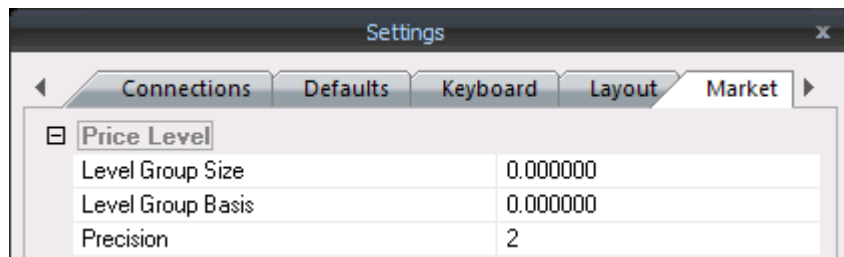 Settings x
Connections Defaults Keyboard Layout Market
Price Level
Level Group Size 0.000000
Level Group Basis 0.000000
Precision 2